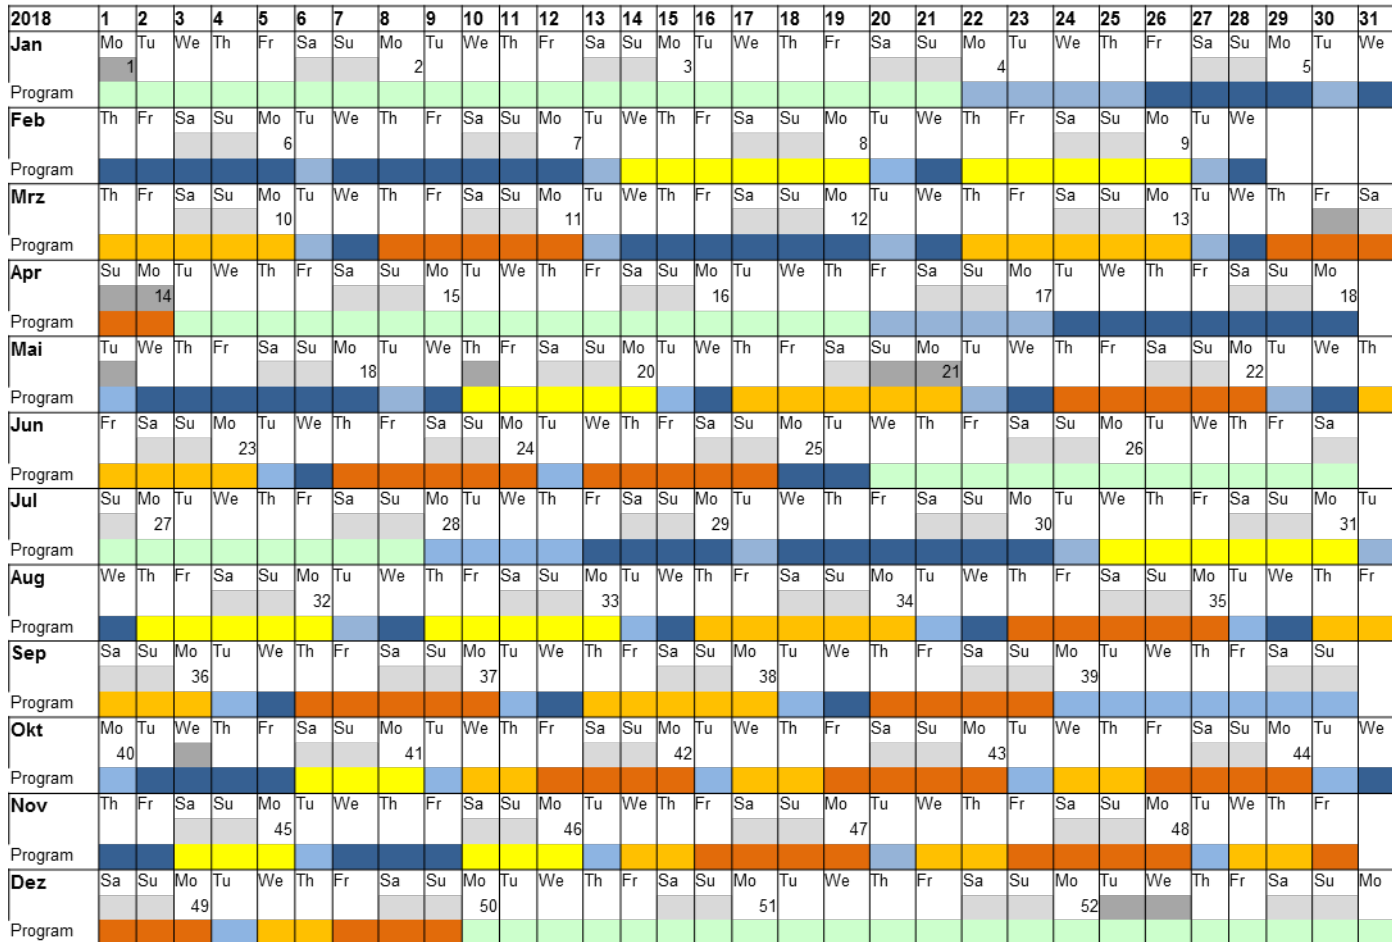 2018 1 2 3 4 5 6 7 8 9 10 11 12 13 14 15 16 17 18 19 20 21 22 23 24 25 26 27 28 29 30 31
Jan Mo Tu We Th Fr Sa Su Mo Tu We Th Fr Sa Su Mo Tu We Th Fr Sa Su Mo Tu We Th Fr Sa Su Mo Tu We
1 2 3 4 5
Program
Feb Th Fr Sa Su Mo Tu We Th Fr Sa Su Mo Tu We Th Fr Sa Su Mo Tu We Th Fr Sa Su Mo Tu We
6 7 8 9
Program
Mrz Th Fr Sa Su Mo Tu We Th Fr Sa Su Mo Tu We Th Fr Sa Su Mo Tu We Th Fr Sa Su Mo Tu We Th Fr Sa
10 11 12 13
Program
Apr Su Mo Tu We Th Fr Sa Su Mo Tu We Th Fr Sa Su Mo Tu We Th Fr Sa Su Mo Tu We Th Fr Sa Su Mo
14 15 16 17 18
Program
Mai Tu We Th Fr Sa Su Mo Tu We Th Fr Sa Su Mo Tu We Th Fr Sa Su Mo Tu We Th Fr Sa Su Mo Tu We Th
18 20 21 22
Program
Jun Fr Sa Su Mo Tu We Th Fr Sa Su Mo Tu We Th Fr Sa Su Mo Tu We Th Fr Sa Su Mo Tu We Th Fr Sa
23 24 25 26
Program
Jul Su Mo Tu We Th Fr Sa Su Mo Tu We Th Fr Sa Su Mo Tu We Th Fr Sa Su Mo Tu We Th Fr Sa Su Mo Tu
27 28 29 30 31
Program
Aug We Th Fr Sa Su Mo Tu We Th Fr Sa Su Mo Tu We Th Fr Sa Su Mo Tu We Th Fr Sa Su Mo Tu We Th Fr
32 33 34 35
Program
Sep Sa Su Mo Tu We Th Fr Sa Su Mo Tu We Th Fr Sa Su Mo Tu We Th Fr Sa Su Mo Tu We Th Fr Sa Su
36 37 38 39
Program
Okt Mo Tu We Th Fr Sa Su Mo Tu We Th Fr Sa Su Mo Tu We Th Fr Sa Su Mo Tu We Th Fr Sa Su Mo Tu We
40 41 42 43 44
Program
Nov Th Fr Sa Su Mo Tu We Th Fr Sa Su Mo Tu We Th Fr Sa Su Mo Tu We Th Fr Sa Su Mo Tu We Th Fr
45 46 47 48
Program
Dez Sa Su Mo Tu We Th Fr Sa Su Mo Tu We Th Fr Sa Su Mo Tu We Th Fr Sa Su Mo Tu We Th Fr Sa Su Mo
49 50 51 52
Program